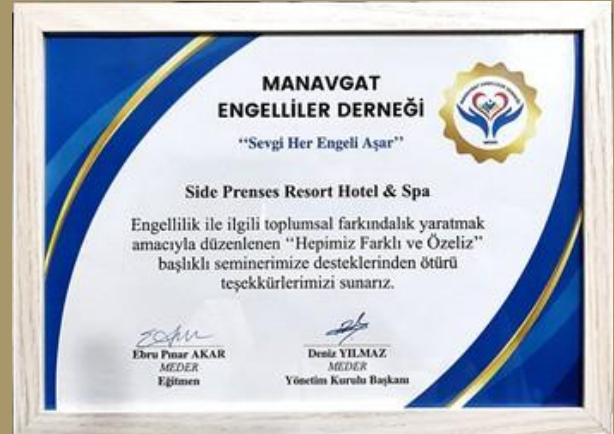 MANAVGAT
ENGELLİLER DERNEĞİ
‘‘Sevgi Her Engeli Aşar’’
Side Prenses Resort Hotel & Spa
Engellilik ile ilgili toplumsal farkındalık yaratmak
amacıyla düzenlenen ‘‘Hepimiz Farklı ve Özeliz’’
başlıklı seminerimize desteklerinden ötürü
teşekkürlerimizi sunarız.
Ebru Pınar AKAR
MEDER
Eğitmen
Deniz YILMAZ
MEDER
Yönetim Kurulu Başkanı